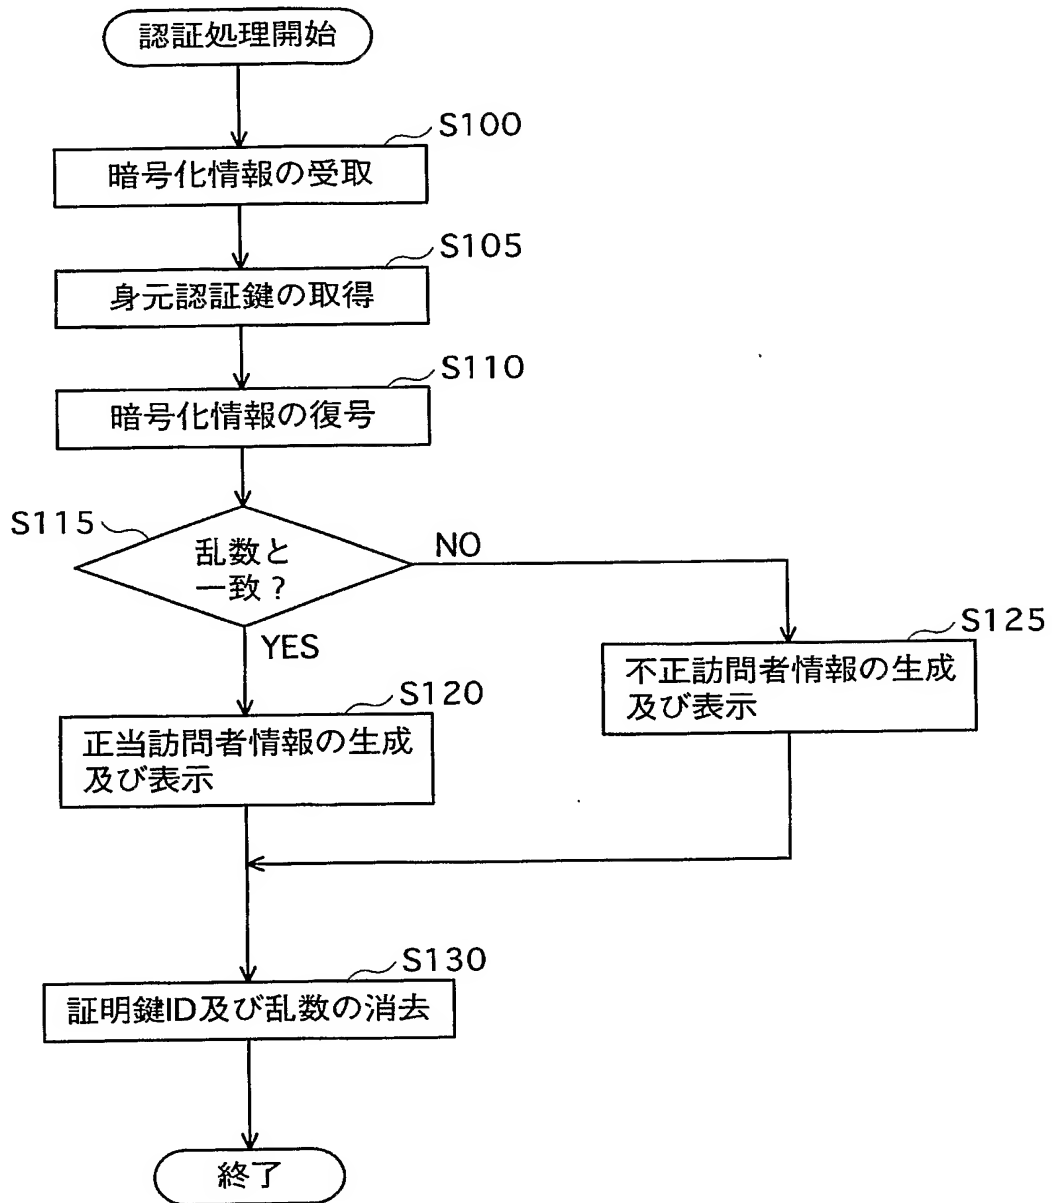 認証処理開始
S100
暗号化情報の受取
S105
身元認証鍵の取得
S110
暗号化情報の復号
S115
乱数と
一致?
NO
YES
S125
不正訪問者情報の生成
及び表示
S120
正当訪問者情報の生成
及び表示
S130
証明鍵ID及び乱数の消去
終了